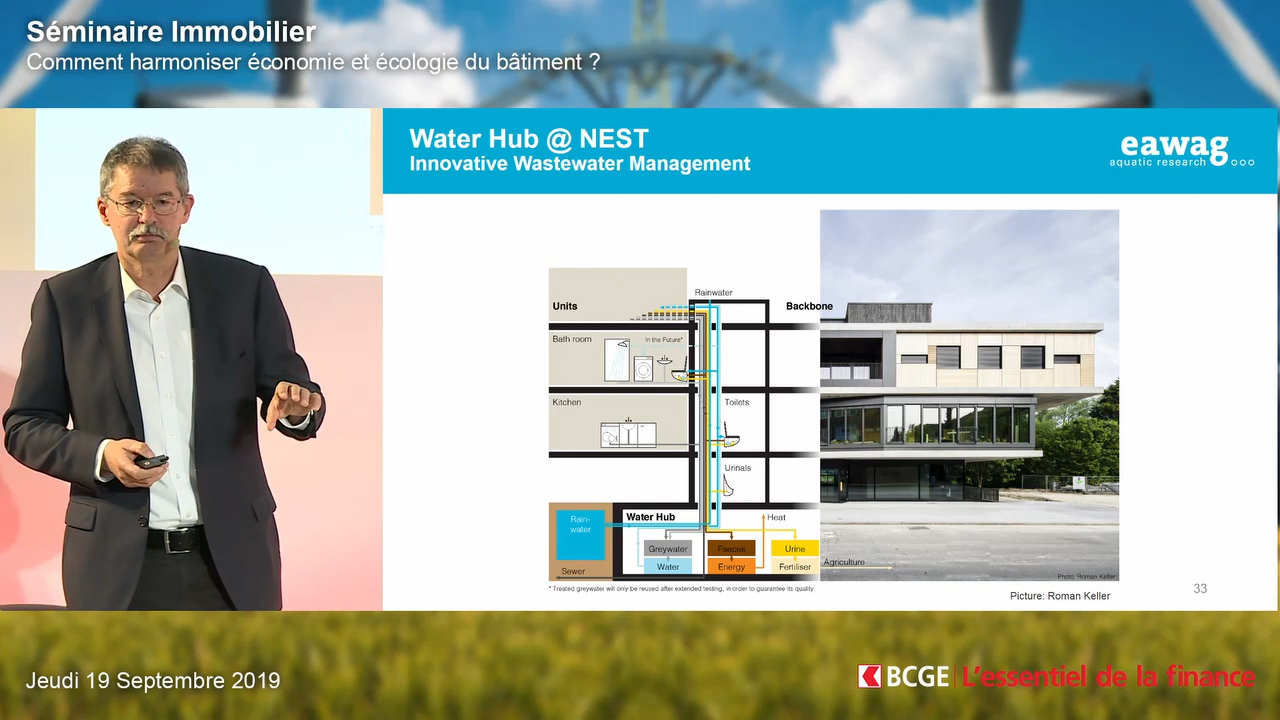 Séminaire Immobilier
Comment harmoniser économie et écologie du bâtiment ?
Water Hub @ NEST
Innovative Wastewater Management
eawag
aquatic research
Rainwater
Units
Backbone
Bath room
'In the Future*
Kitchen
Toilets
Urinals
Rain-
water
Water Hub
Heat
Greywater
Faeces
Urine
Water
Energy
Fertiliser
Agriculture
Sewer
Photo: Roman Keller
* Treated greywater will only be reused after extended testing, in order to guarantee its quality.
Picture: Roman Keller
33
Jeudi 19 Septembre 2019
BCGE L'essentiel de la finance